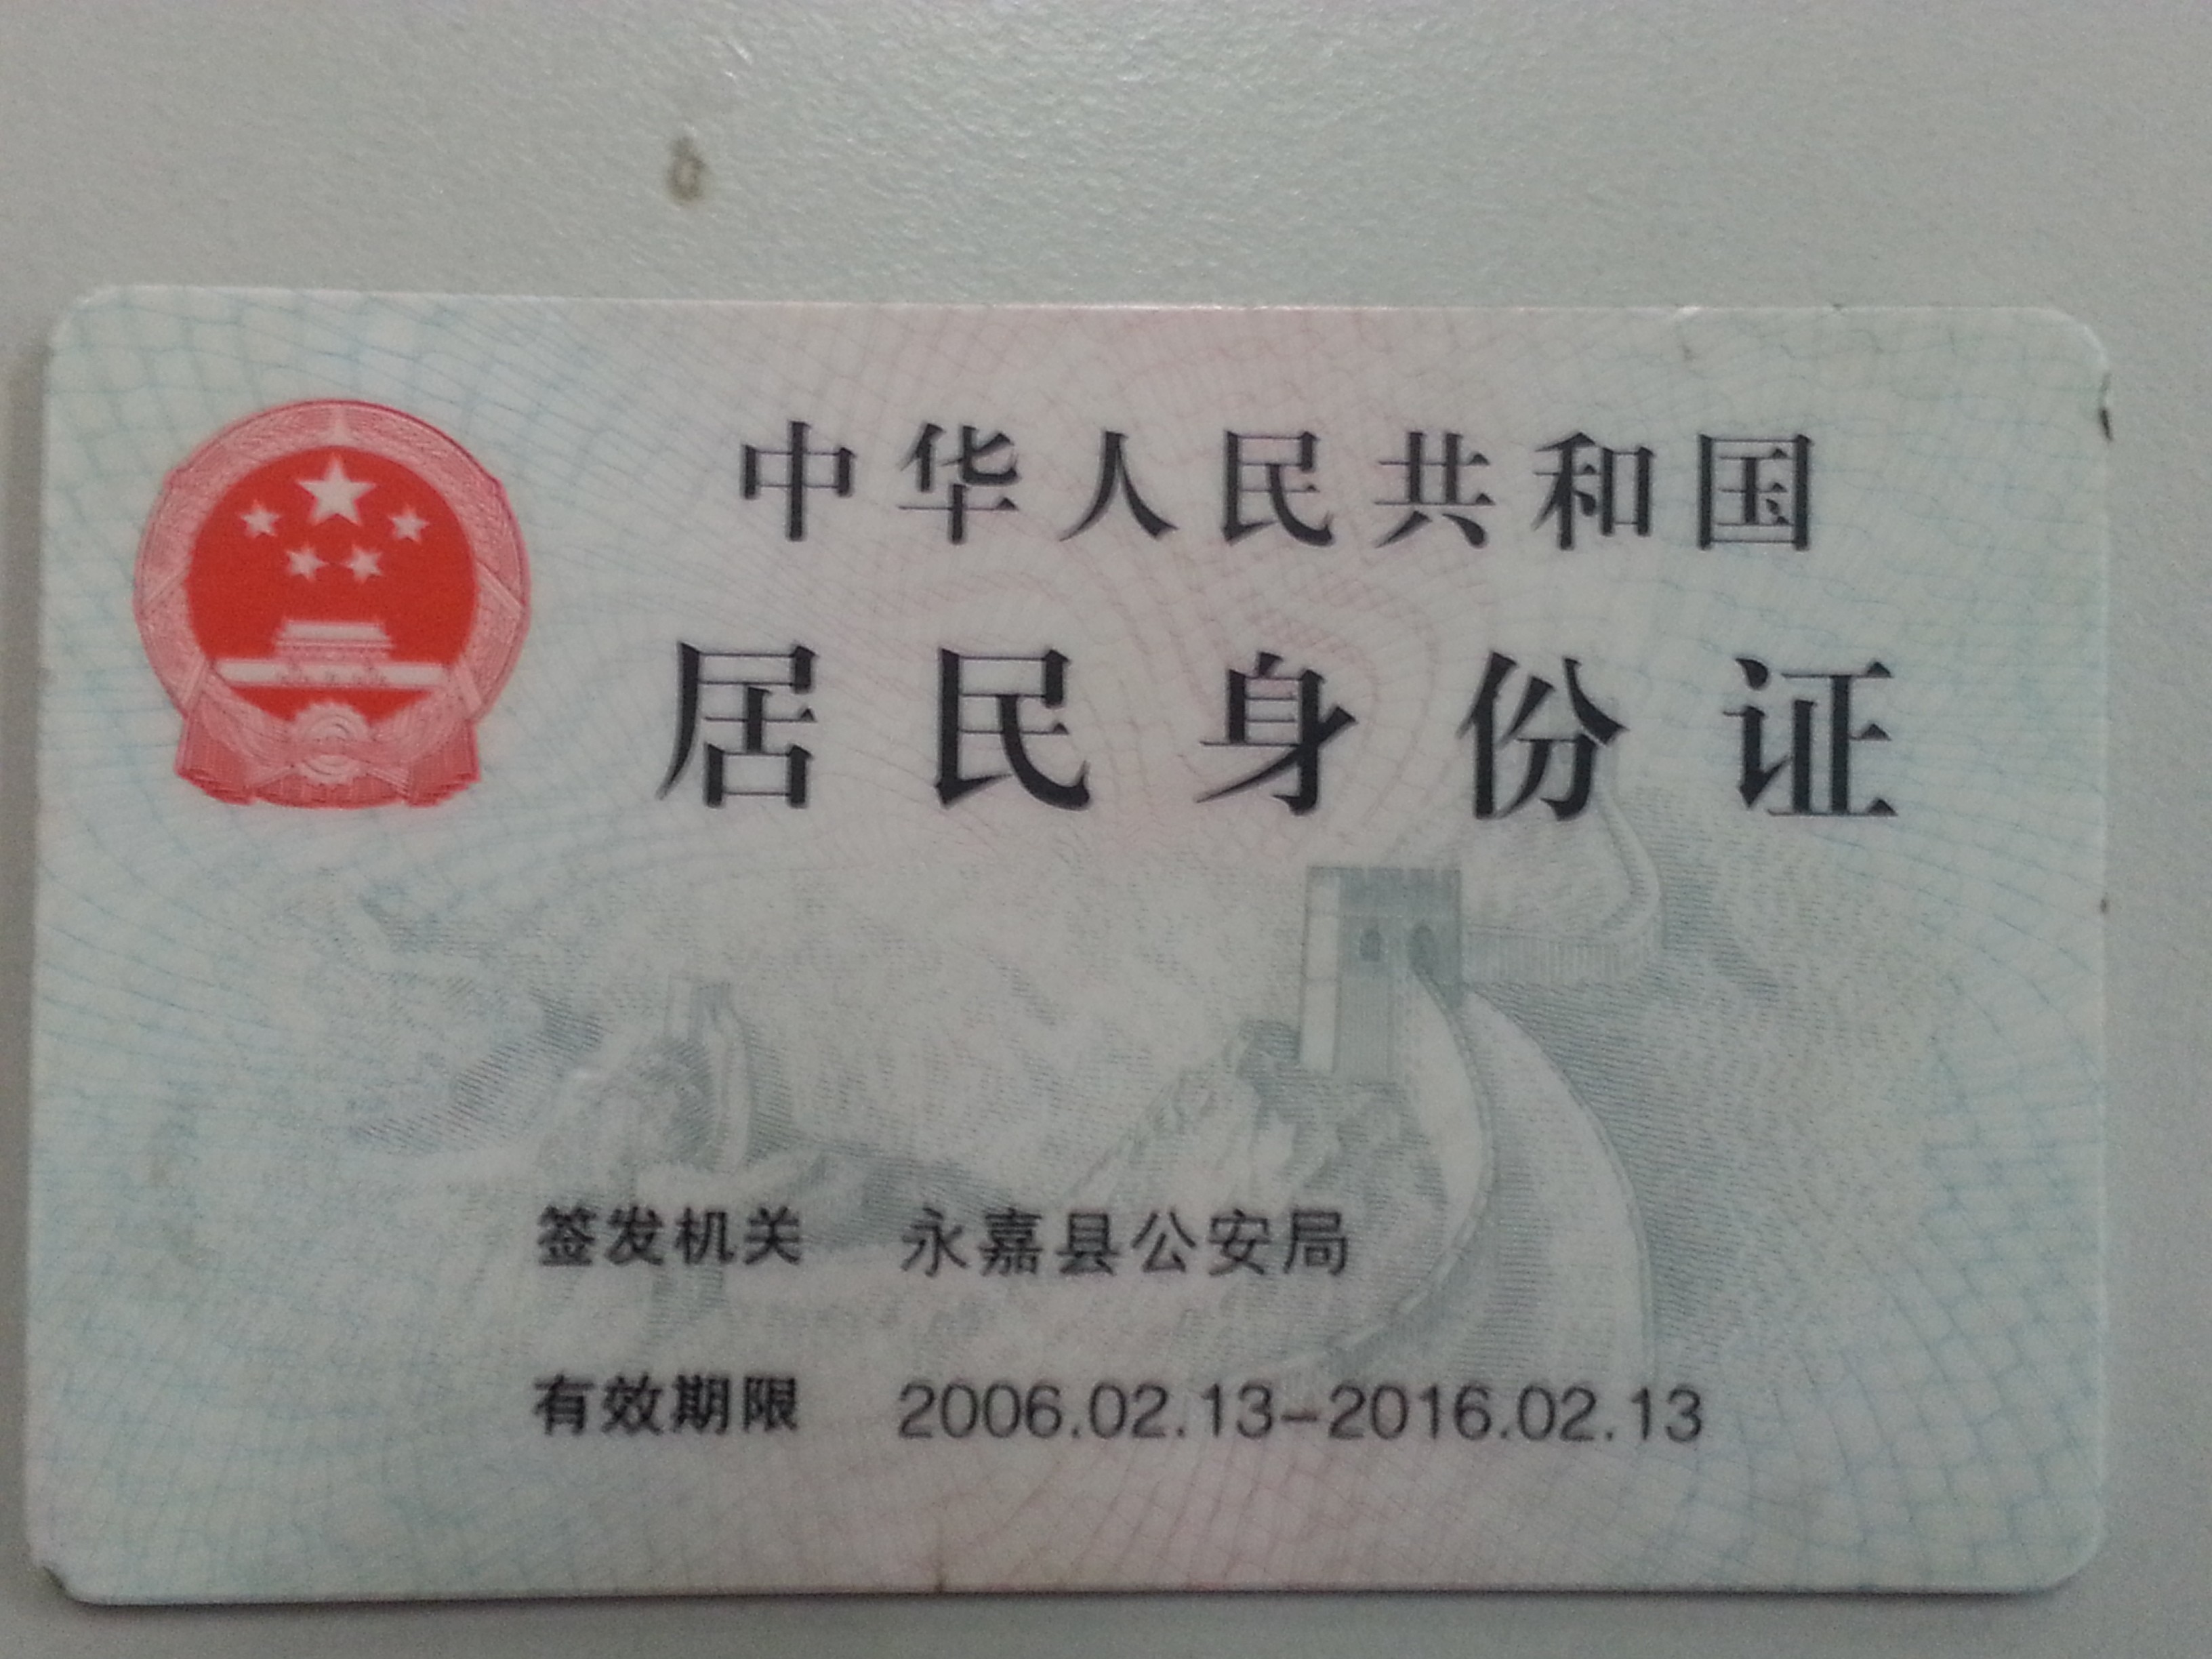 中华人民共和国
居民身份证
签发机关 永嘉县公安局
有效期限 2006.02.13-2016.02.13